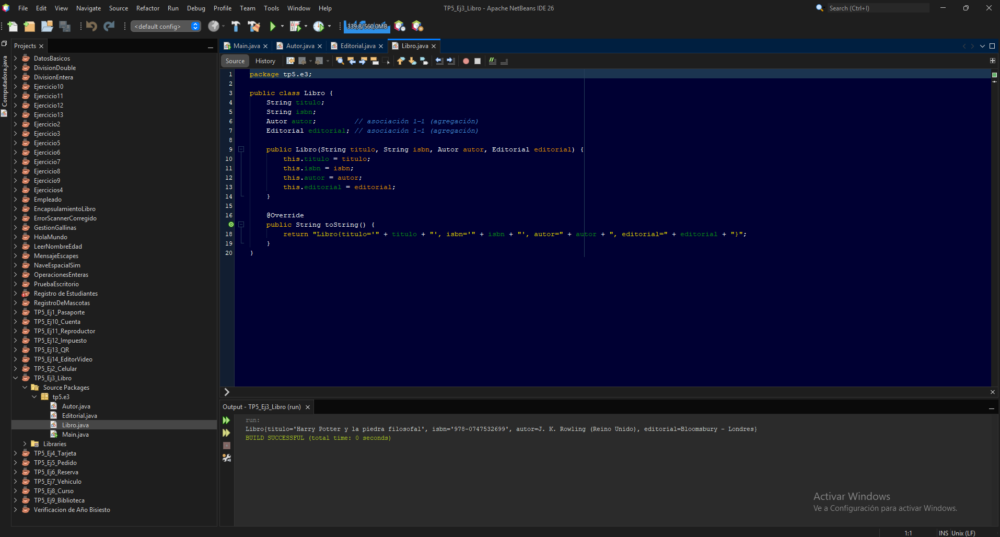 File Edit View Navigate Source Refactor Run Debug Profile Team Tools Window Help TP5_Ej3_Libro - Apache NetBeans IDE 26 Search (Ctrl+I)
<default config> 339,8/560,0MB
Computadora.java
Projects
DatosBasicos
DivisionDouble
DivisionEntera
Ejercicio10
Ejercicio11
Ejercicio12
Ejercicio13
Ejercicio2
Ejercicio3
Ejercicio5
Ejercicio6
Ejercicio7
Ejercicio8
Ejercicio9
Ejercicios4
Empleado
EncapsulamientoLibro
ErrorScannerCorregido
GestionGallinas
HolaMundo
LeerNombreEdad
MensajeEscapes
NaveEspacialSim
OperacionesEnteras
PruebaEscritorio
Registro de Estudiantes
RegistroDeMascotas
TP5_Ej1_Pasaporte
TP5_Ej10_Cuenta
TP5_Ej11_Reproductor
TP5_Ej12_Impuesto
TP5_Ej13_QR
TP5_Ej14_EditorVideo
TP5_Ej2_Celular
TP5_Ej3_Libro
Source Packages
tp5.e3
Autor.java
Editorial.java
Libro.java
Main.java
Libraries
TP5_Ej4_Tarjeta
TP5_Ej5_Pedido
TP5_Ej6_Reserva
TP5_Ej7_Vehiculo
TP5_Ej8_Curso
TP5_Ej9_Biblioteca
Verificacion de Año Bisiesto
Main.java Autor.java Editorial.java Libro.java
Source History
1 package tp5.e3;
2
3 public class Libro {
4 String titulo;
5 String isbn;
6 Autor autor; // asociación 1-1 (agregación)
7 Editorial editorial; // asociación 1-1 (agregación)
8
9 public Libro(String titulo, String isbn, Autor autor, Editorial editorial) {
10 this.titulo = titulo;
11 this.isbn = isbn;
12 this.autor = autor;
13 this.editorial = editorial;
14 }
15
16 @Override
public String toString() {
18 return "Libro{titulo='" + titulo + "', isbn='" + isbn + "', autor=" + autor + ", editorial=" + editorial + "}";
19 }
20 }
Output - TP5_Ej3_Libro (run)
run:
Libro{titulo='Harry Potter y la piedra filosofal', isbn='978-0747532699', autor=J. K. Rowling (Reino Unido), editorial=Bloomsbury - Londres}
BUILD SUCCESSFUL (total time: 0 seconds)
Activar Windows
Ve a Configuración para activar Windows.
1:1 INS Unix (LF)